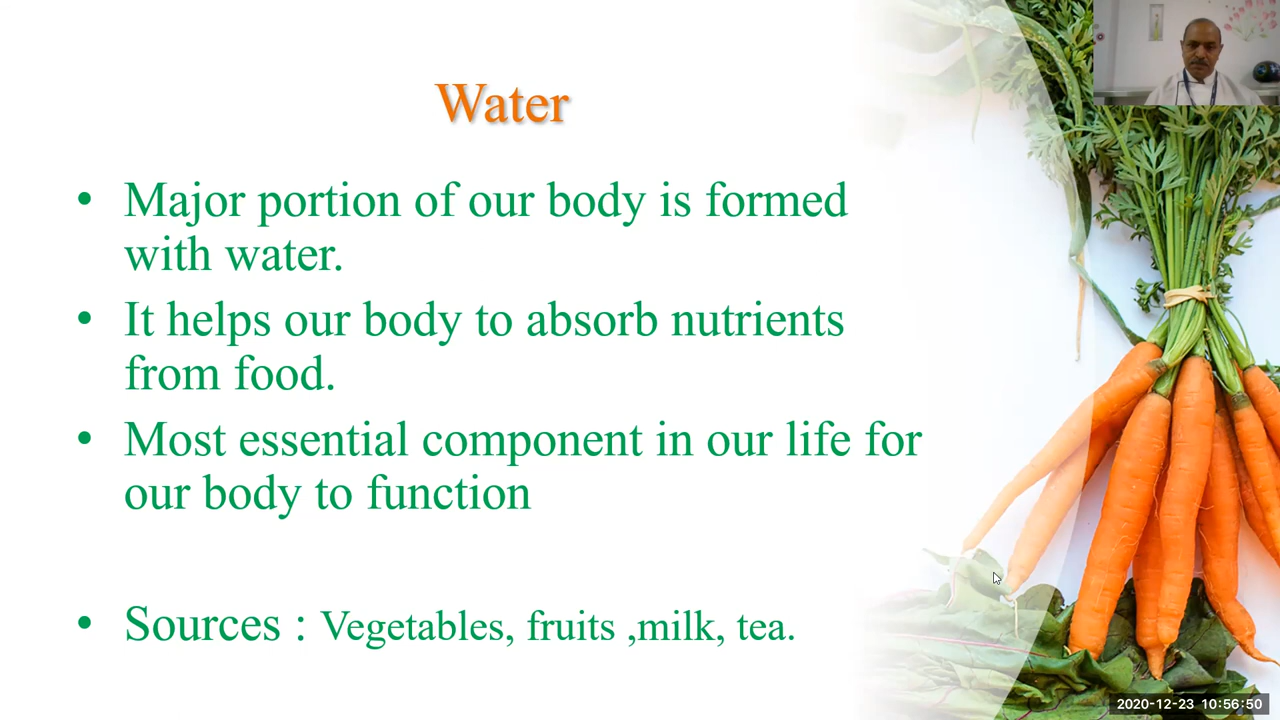 Water
• Major portion of our body is formed
with water.
• It helps our body to absorb nutrients
from food.
• Most essential component in our life for
our body to function
• Sources : Vegetables, fruits ,milk, tea.
2020-12-23 10:56:50